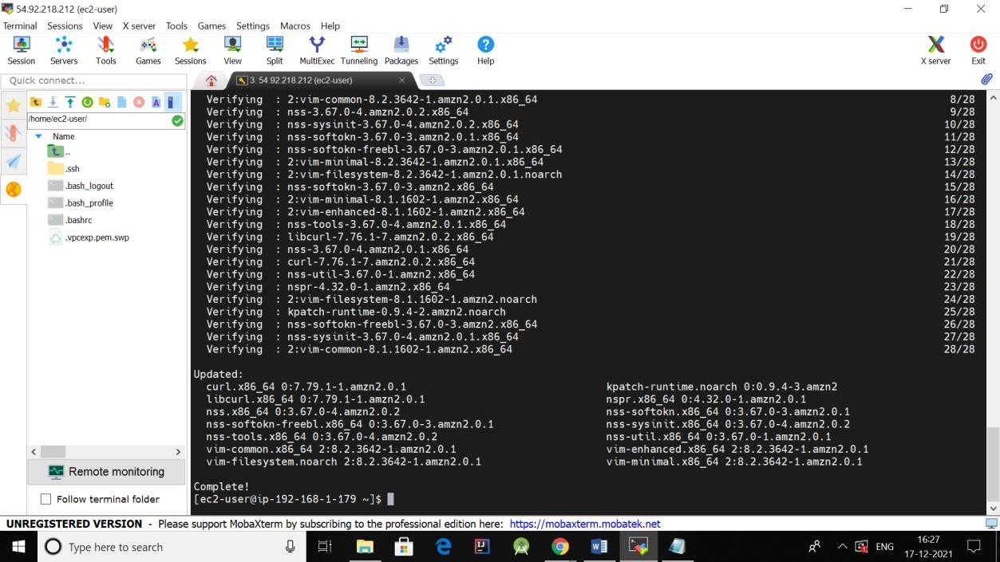 54.92.218.212 (ec2-user)
Terminal Sessions View X server Tools Games Settings Macros Help
Session Servers Tools Games Sessions View Split MultiExec Tunneling Packages Settings Help X server Exit
Quick connect...
3. 54.92.218.212 (ec2-user)
/home/ec2-user/
Name
..
.ssh
.bash_logout
.bash_profile
.bashrc
.vpcexp.pem.swp
Remote monitoring
Follow terminal folder
Verifying : 2:vim-common-8.2.3642-1.amzn2.0.1.x86_64 8/28
Verifying : nss-3.67.0-4.amzn2.0.2.x86_64 9/28
Verifying : nss-sysinit-3.67.0-4.amzn2.0.2.x86_64 10/28
Verifying : nss-softokn-3.67.0-3.amzn2.0.1.x86_64 11/28
Verifying : nss-softokn-freebl-3.67.0-3.amzn2.0.1.x86_64 12/28
Verifying : 2:vim-minimal-8.2.3642-1.amzn2.0.1.x86_64 13/28
Verifying : 2:vim-filesystem-8.2.3642-1.amzn2.0.1.noarch 14/28
Verifying : nss-softokn-3.67.0-3.amzn2.x86_64 15/28
Verifying : 2:vim-minimal-8.1.1602-1.amzn2.x86_64 16/28
Verifying : 2:vim-enhanced-8.1.1602-1.amzn2.x86_64 17/28
Verifying : nss-tools-3.67.0-4.amzn2.0.1.x86_64 18/28
Verifying : libcurl-7.76.1-7.amzn2.0.2.x86_64 19/28
Verifying : nss-3.67.0-4.amzn2.0.1.x86_64 20/28
Verifying : curl-7.76.1-7.amzn2.0.2.x86_64 21/28
Verifying : nss-util-3.67.0-1.amzn2.x86_64 22/28
Verifying : nspr-4.32.0-1.amzn2.x86_64 23/28
Verifying : 2:vim-filesystem-8.1.1602-1.amzn2.noarch 24/28
Verifying : kpatch-runtime-0.9.4-2.amzn2.noarch 25/28
Verifying : nss-softokn-freebl-3.67.0-3.amzn2.x86_64 26/28
Verifying : nss-sysinit-3.67.0-4.amzn2.0.1.x86_64 27/28
Verifying : 2:vim-common-8.1.1602-1.amzn2.x86_64 28/28
Updated:
curl.x86_64 0:7.79.1-1.amzn2.0.1 kpatch-runtime.noarch 0:0.9.4-3.amzn2
libcurl.x86_64 0:7.79.1-1.amzn2.0.1 nspr.x86_64 0:4.32.0-1.amzn2.0.1
nss.x86_64 0:3.67.0-4.amzn2.0.2 nss-softokn.x86_64 0:3.67.0-3.amzn2.0.1
nss-softokn-freebl.x86_64 0:3.67.0-3.amzn2.0.1 nss-sysinit.x86_64 0:3.67.0-4.amzn2.0.2
nss-tools.x86_64 0:3.67.0-4.amzn2.0.2 nss-util.x86_64 0:3.67.0-1.amzn2.0.1
vim-common.x86_64 2:8.2.3642-1.amzn2.0.1 vim-enhanced.x86_64 2:8.2.3642-1.amzn2.0.1
vim-filesystem.noarch 2:8.2.3642-1.amzn2.0.1 vim-minimal.x86_64 2:8.2.3642-1.amzn2.0.1
Complete!
[ec2-user@ip-192-168-1-179 ~]$
UNREGISTERED VERSION - Please support MobaXterm by subscribing to the professional edition here: https://mobaxterm.mobatek.net
Type here to search
ENG
16:27
17-12-2021